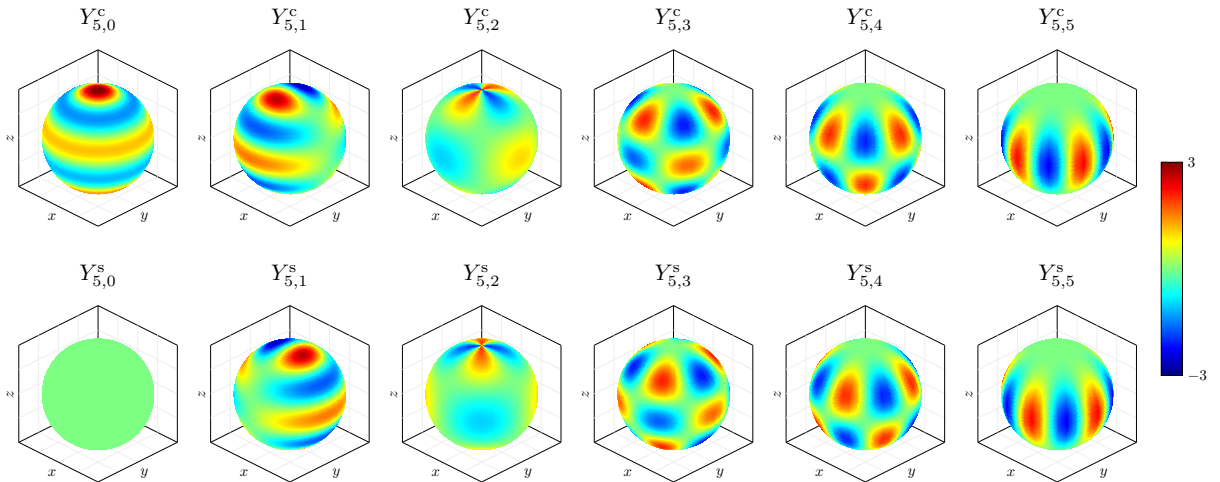 Y^c_{5,0} Y^c_{5,1} Y^c_{5,2} Y^c_{5,3} Y^c_{5,4} Y^c_{5,5}
z z z z z z
3
x y x y x y x y x y x y
Y^s_{5,0} Y^s_{5,1} Y^s_{5,2} Y^s_{5,3} Y^s_{5,4} Y^s_{5,5}
−3
z z z z z z
x y x y x y x y x y x y